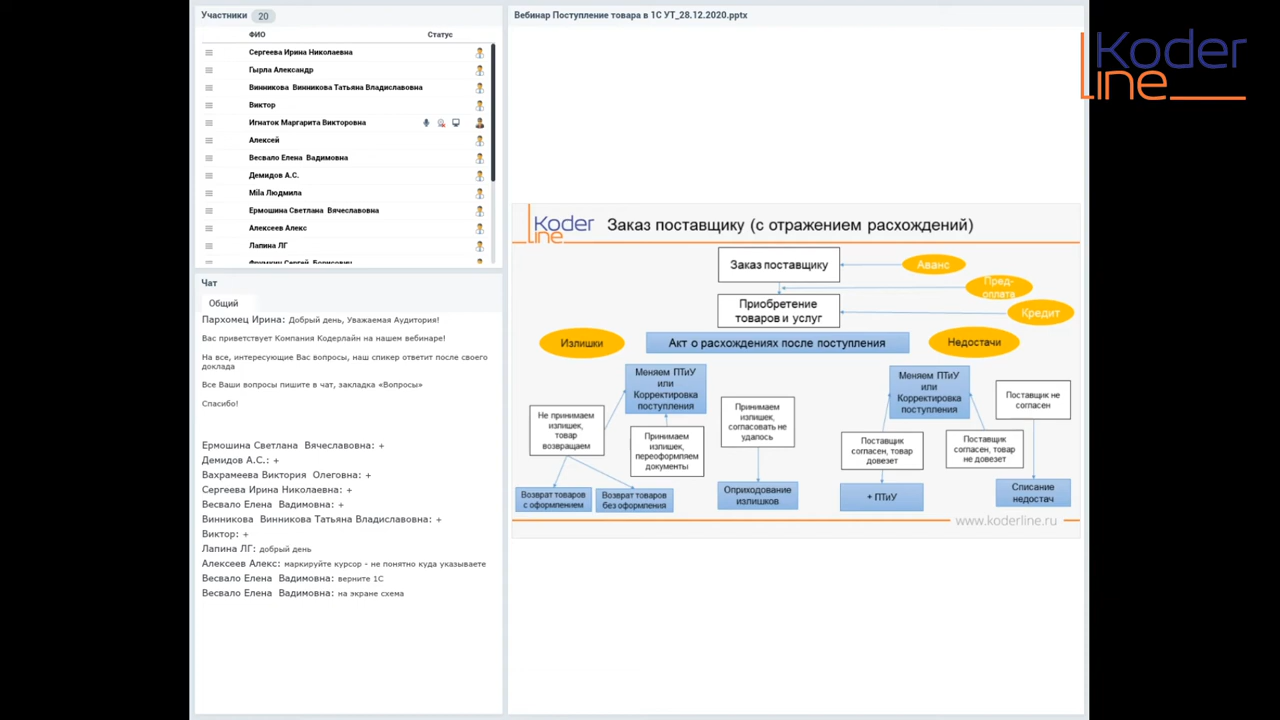 Участники 20
ФИО Статус
Сергеева Ирина Николаевна
Гырла Александр
Винникова Винникова Татьяна Владиславовна
Виктор
Игнаток Маргарита Викторовна
Алексей
Весвало Елена Вадимовна
Демидов А.С.
Mila Людмила
Ермошина Светлана Вячеславовна
Алексеев Алекс
Лапина ЛГ
Фрумкин Сергей Борисович
Чат
Общий
Пархомец Ирина: Добрый день, Уважаемая Аудитория!
Вас приветствует Компания Кодерлайн на нашем вебинаре!
На все, интересующие Вас вопросы, наш спикер ответит после своего
доклада
Все Ваши вопросы пишите в чат, закладка «Вопросы»
Спасибо!
Ермошина Светлана Вячеславовна: +
Демидов А.С.: +
Вахрамеева Виктория Олеговна: +
Сергеева Ирина Николаевна: +
Весвало Елена Вадимовна: +
Винникова Винникова Татьяна Владиславовна: +
Виктор: +
Лапина ЛГ: добрый день
Алексеев Алекс: маркируйте курсор - не понятно куда указываете
Весвало Елена Вадимовна: верните 1С
Весвало Елена Вадимовна: на экране схема
Вебинар Поступление товара в 1С УТ_28.12.2020.pptx
Koder
line
Koder
line
Заказ поставщику (с отражением расхождений)
Заказ поставщику
Аванс
Пред-
оплата
Приобретение
товаров и услуг
Кредит
Излишки
Акт о расхождениях после поступления
Недостачи
Меняем ПТиУ
или
Корректировка
поступления
Не принимаем
излишек,
товар
возвращаем
Принимаем
излишек,
переоформляем
документы
Принимаем
излишек,
согласовать не
удалось
Возврат товаров
с оформлением
Возврат товаров
без оформления
Оприходование
излишков
Меняем ПТиУ
или
Корректировка
поступления
Поставщик не
согласен
Поставщик
согласен, товар
довезет
Поставщик
согласен, товар
не довезет
+ ПТиУ
Списание
недостач
www.koderline.ru